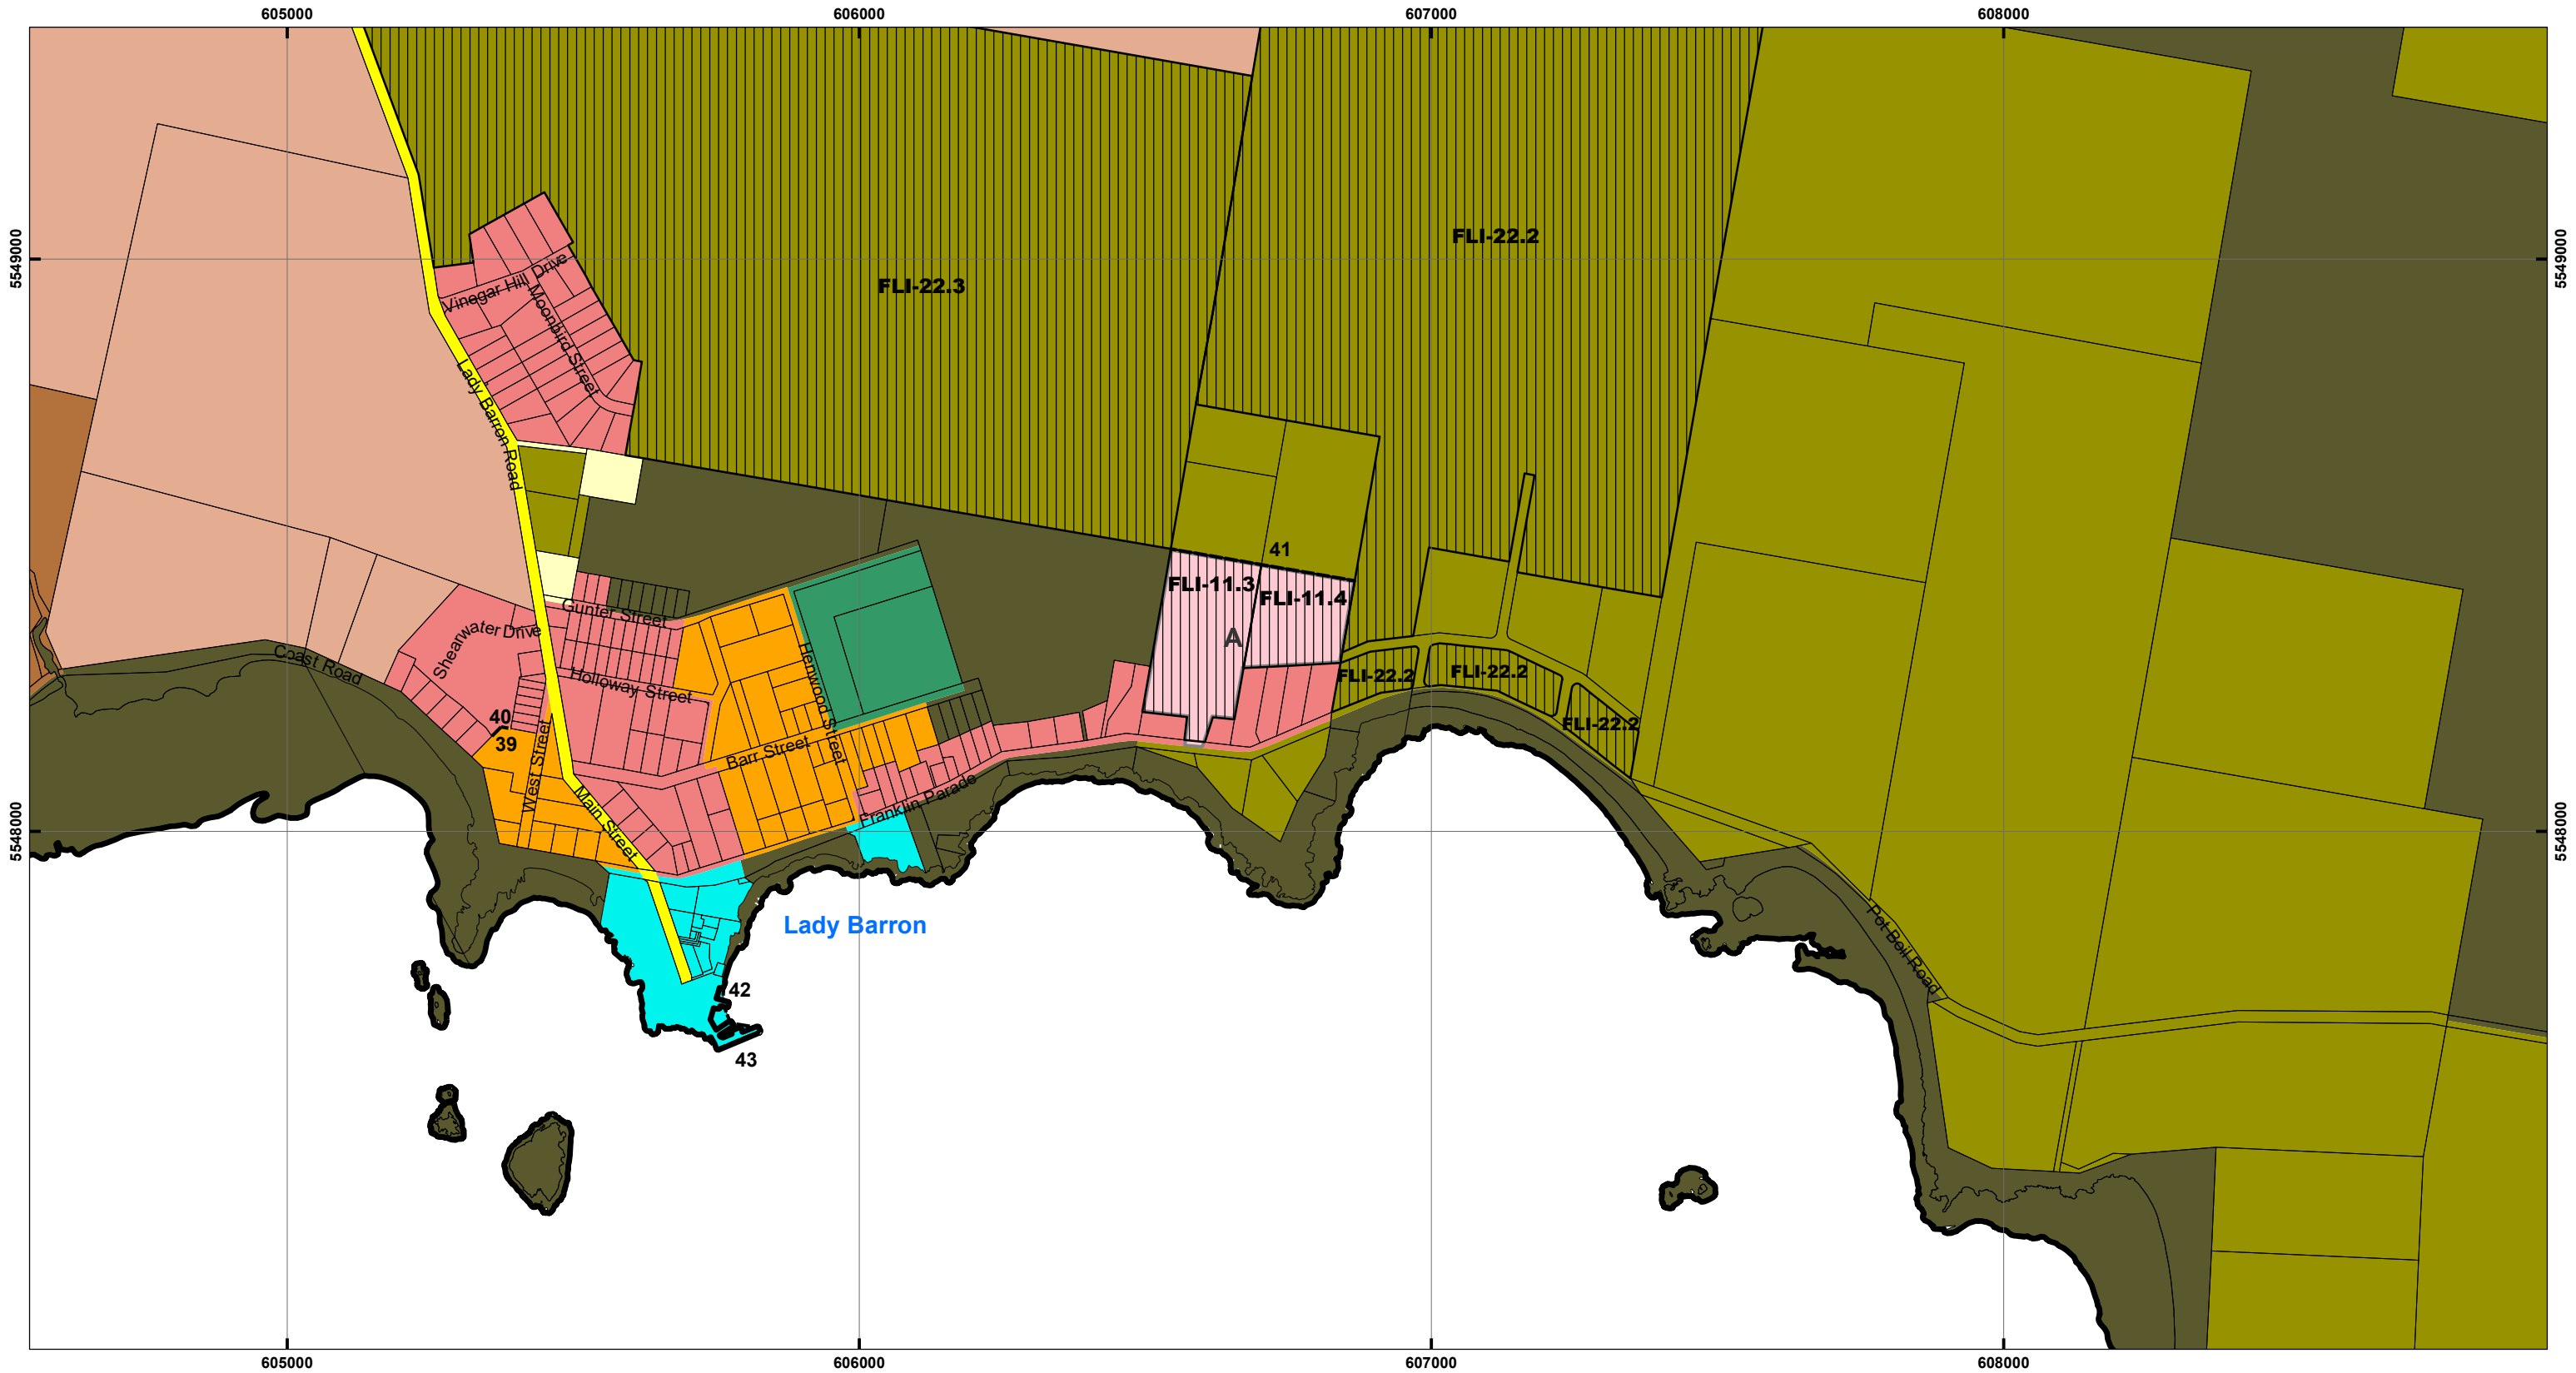 605000
606000
607000
608000
5549000
5549000
FLI-22.2
FLI-22.3
Vinegar Hill Drive
Moonbird Street
Lady Barron Road
41
FLI-11.3
FLI-11.4
A
Gunter Street
Shearwater Drive
Coast Road
Holloway Street
Henwood Street
FLI-22.2
FLI-22.2
FLI-22.2
40
39
West Street
Barr Street
Main Street
Franklin Parade
5548000
5548000
Lady Barron
Pot Boil Road
42
43
605000
606000
607000
608000